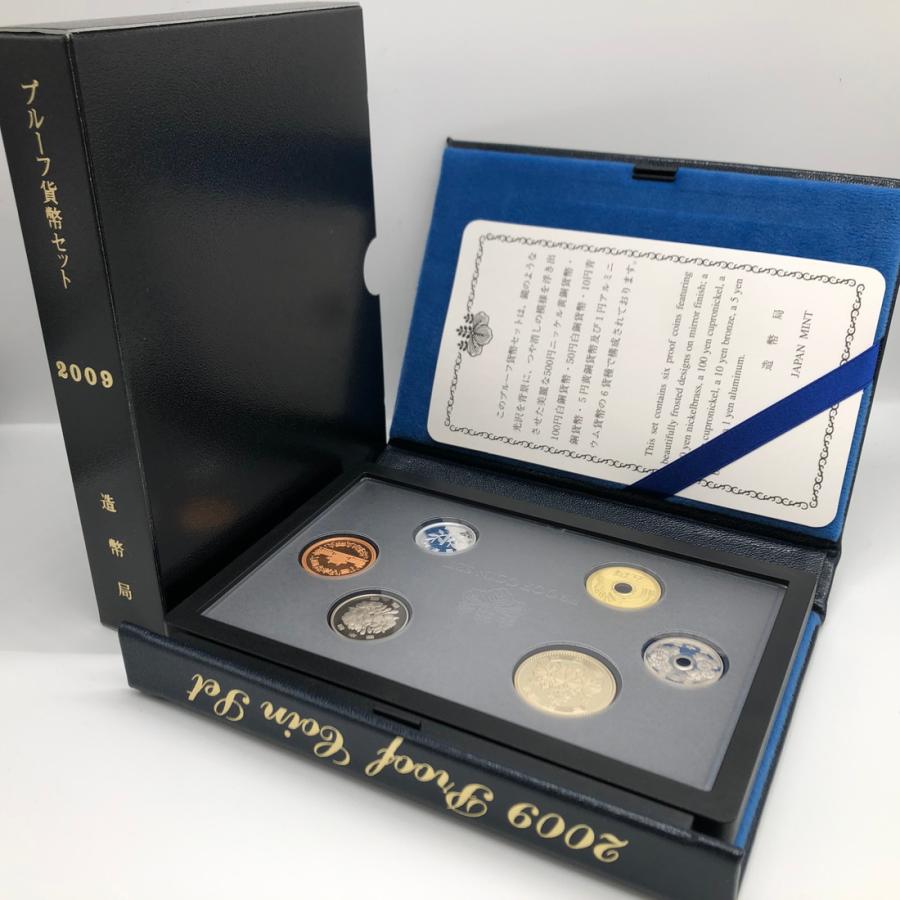 プルーフ貨幣セット
2009
造幣局
このプルーフ貨幣セットは、鏡のような
光沢を背景に、つや消しの模様を浮き出
させた美麗な500円ニッケル黄銅貨幣・
100円白銅貨幣・50円白銅貨幣・10円青
銅貨幣・5円黄銅貨幣及び1円アルミニ
ウム貨幣の6貨種で構成されております。
This set contains six proof coins featuring
beautifully frosted designs on mirror finish; a
0 yen nickelbrass, a 100 yen cupronickel, a
cupronickel, a 10 yen bronze, a 5 yen
1 yen aluminum.
造幣局
JAPAN MINT
2009 Proof Coin Set